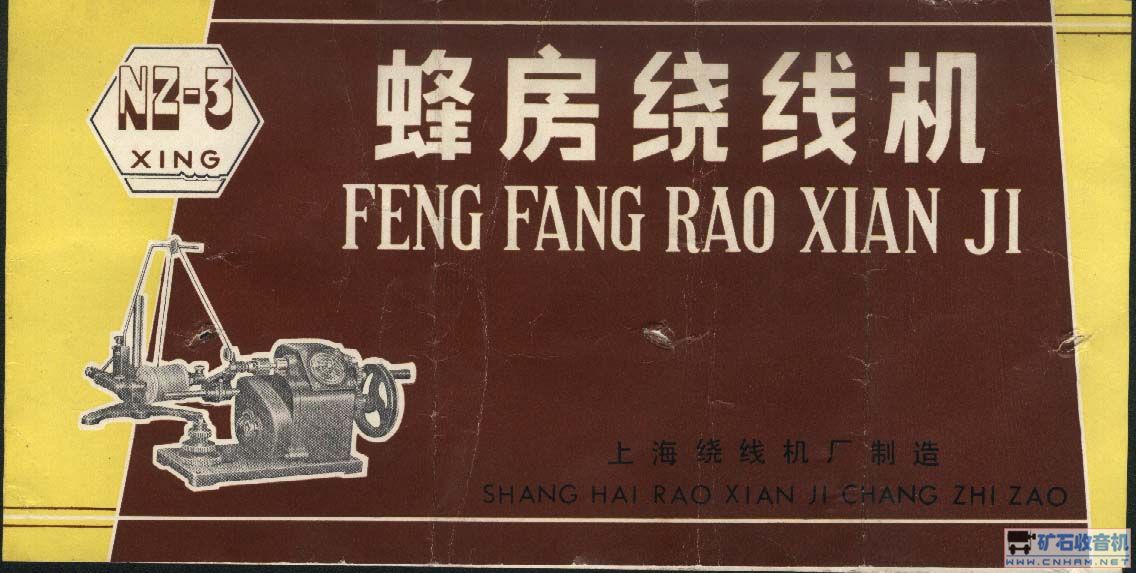 NZ-3
XING
蜂房绕线机
FENG FANG RAO XIAN JI
上海绕线机厂制造
SHANG HAI RAO XIAN JI CHANG ZHI ZAO
矿石收音机
WWW.CNHAM.NET